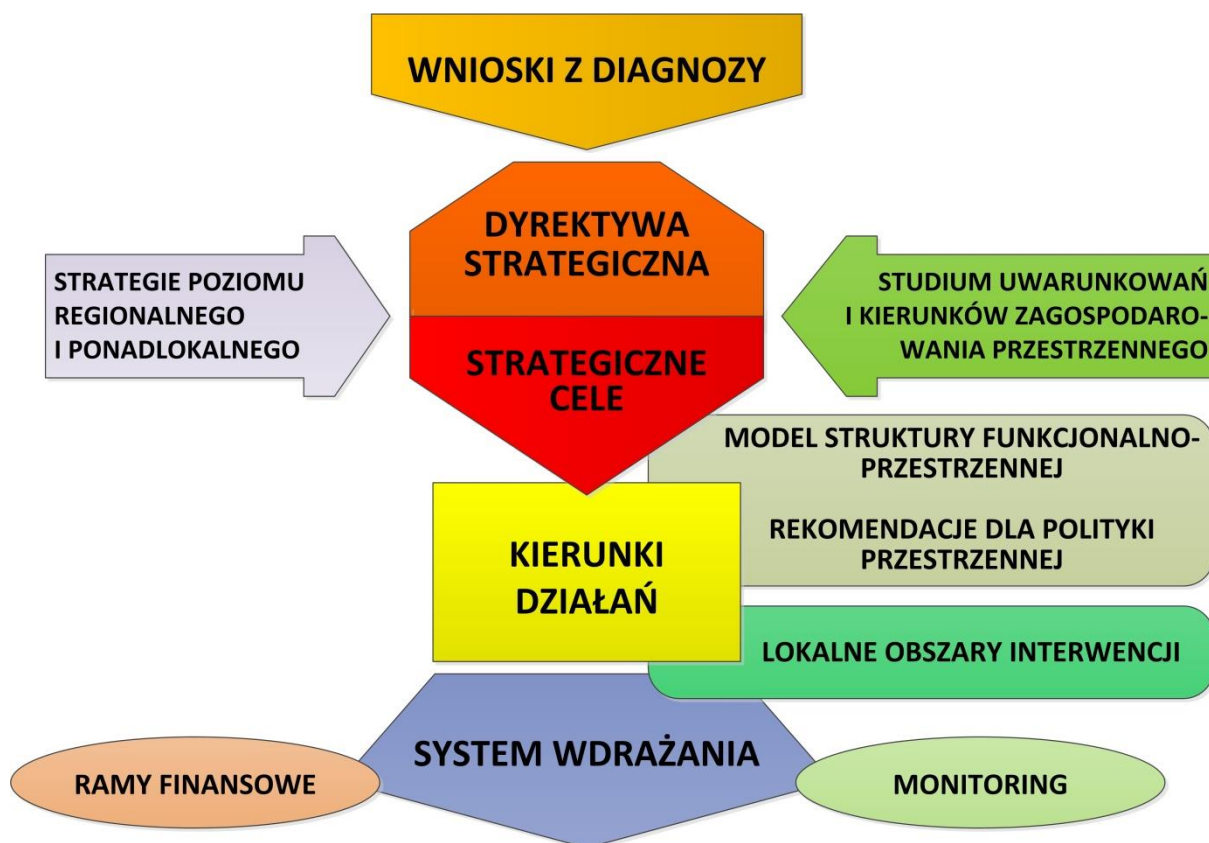 WNIOSKI Z DIAGNOZY
DYREKTYWA
STRATEGICZNA
STRATEGIE POZIOMU
REGIONALNEGO
I PONADLOKALNEGO
STUDIUM UWARUNKOWAŃ
I KIERUNKÓW ZAGOSPODARO-
WANIA PRZESTRZENNEGO
STRATEGICZNE
CELE
MODEL STRUKTURY FUNKCJONALNO-
PRZESTRZENNEJ
REKOMENDACJE DLA POLITYKI
PRZESTRZENNEJ
KIERUNKI
DZIAŁAŃ
LOKALNE OBSZARY INTERWENCJI
SYSTEM WDRAŻANIA
RAMY FINANSOWE
MONITORING